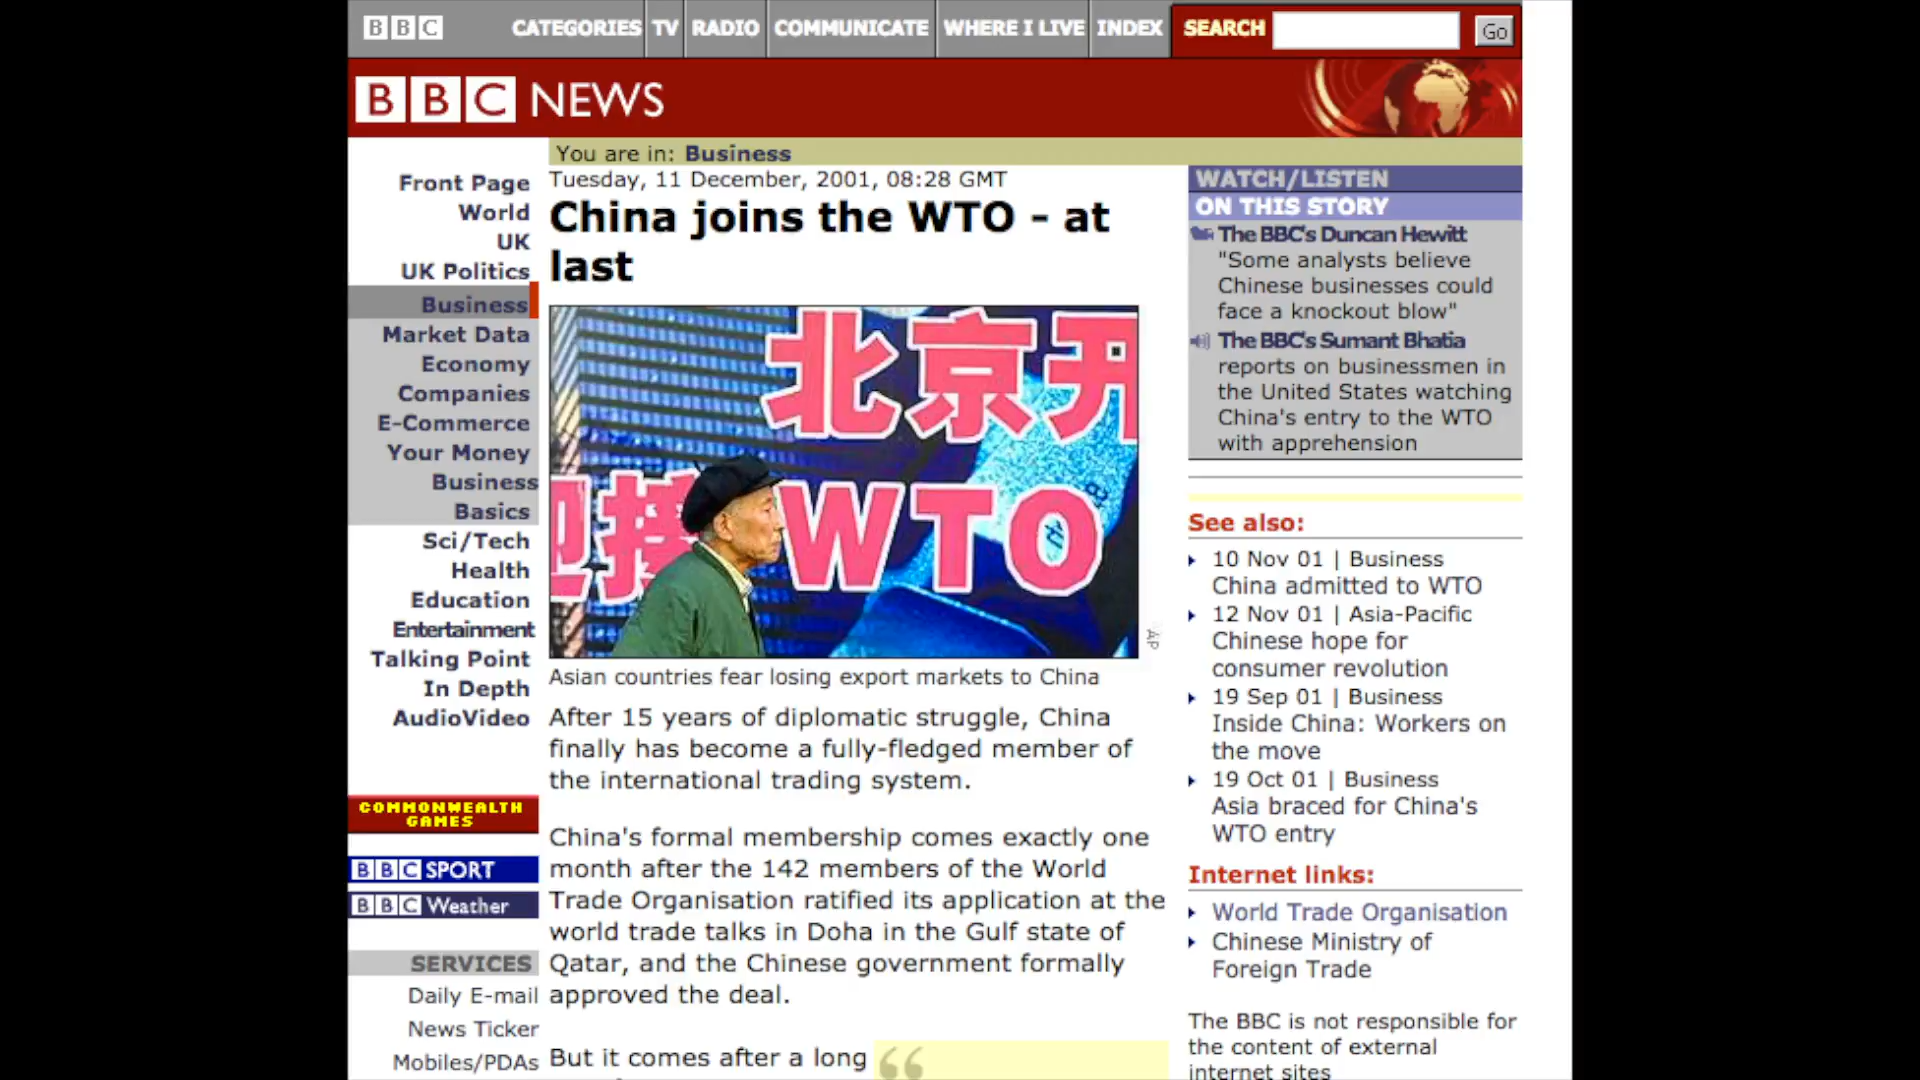 BBC CATEGORIES TV RADIO COMMUNICATE WHERE I LIVE INDEX SEARCH Go
BBC NEWS
You are in: Business
Front Page
World
UK
UK Politics
Business
Market Data
Economy
Companies
E-Commerce
Your Money
Business
Basics
Sci/Tech
Health
Education
Entertainment
Talking Point
In Depth
AudioVideo
COMMONWEALTH
GAMES
BBC SPORT
BBC Weather
SERVICES
Daily E-mail
News Ticker
Mobiles/PDAs
Tuesday, 11 December, 2001, 08:28 GMT
China joins the WTO - at
last
北京开
迎接WTO
AP
Asian countries fear losing export markets to China
After 15 years of diplomatic struggle, China
finally has become a fully-fledged member of
the international trading system.
China's formal membership comes exactly one
month after the 142 members of the World
Trade Organisation ratified its application at the
world trade talks in Doha in the Gulf state of
Qatar, and the Chinese government formally
approved the deal.
But it comes after a long
“
WATCH/LISTEN
ON THIS STORY
The BBC's Duncan Hewitt
"Some analysts believe
Chinese businesses could
face a knockout blow"
The BBC's Sumant Bhatia
reports on businessmen in
the United States watching
China's entry to the WTO
with apprehension
See also:
10 Nov 01 | Business
China admitted to WTO
12 Nov 01 | Asia-Pacific
Chinese hope for
consumer revolution
19 Sep 01 | Business
Inside China: Workers on
the move
19 Oct 01 | Business
Asia braced for China's
WTO entry
Internet links:
World Trade Organisation
Chinese Ministry of
Foreign Trade
The BBC is not responsible for
the content of external
internet sites